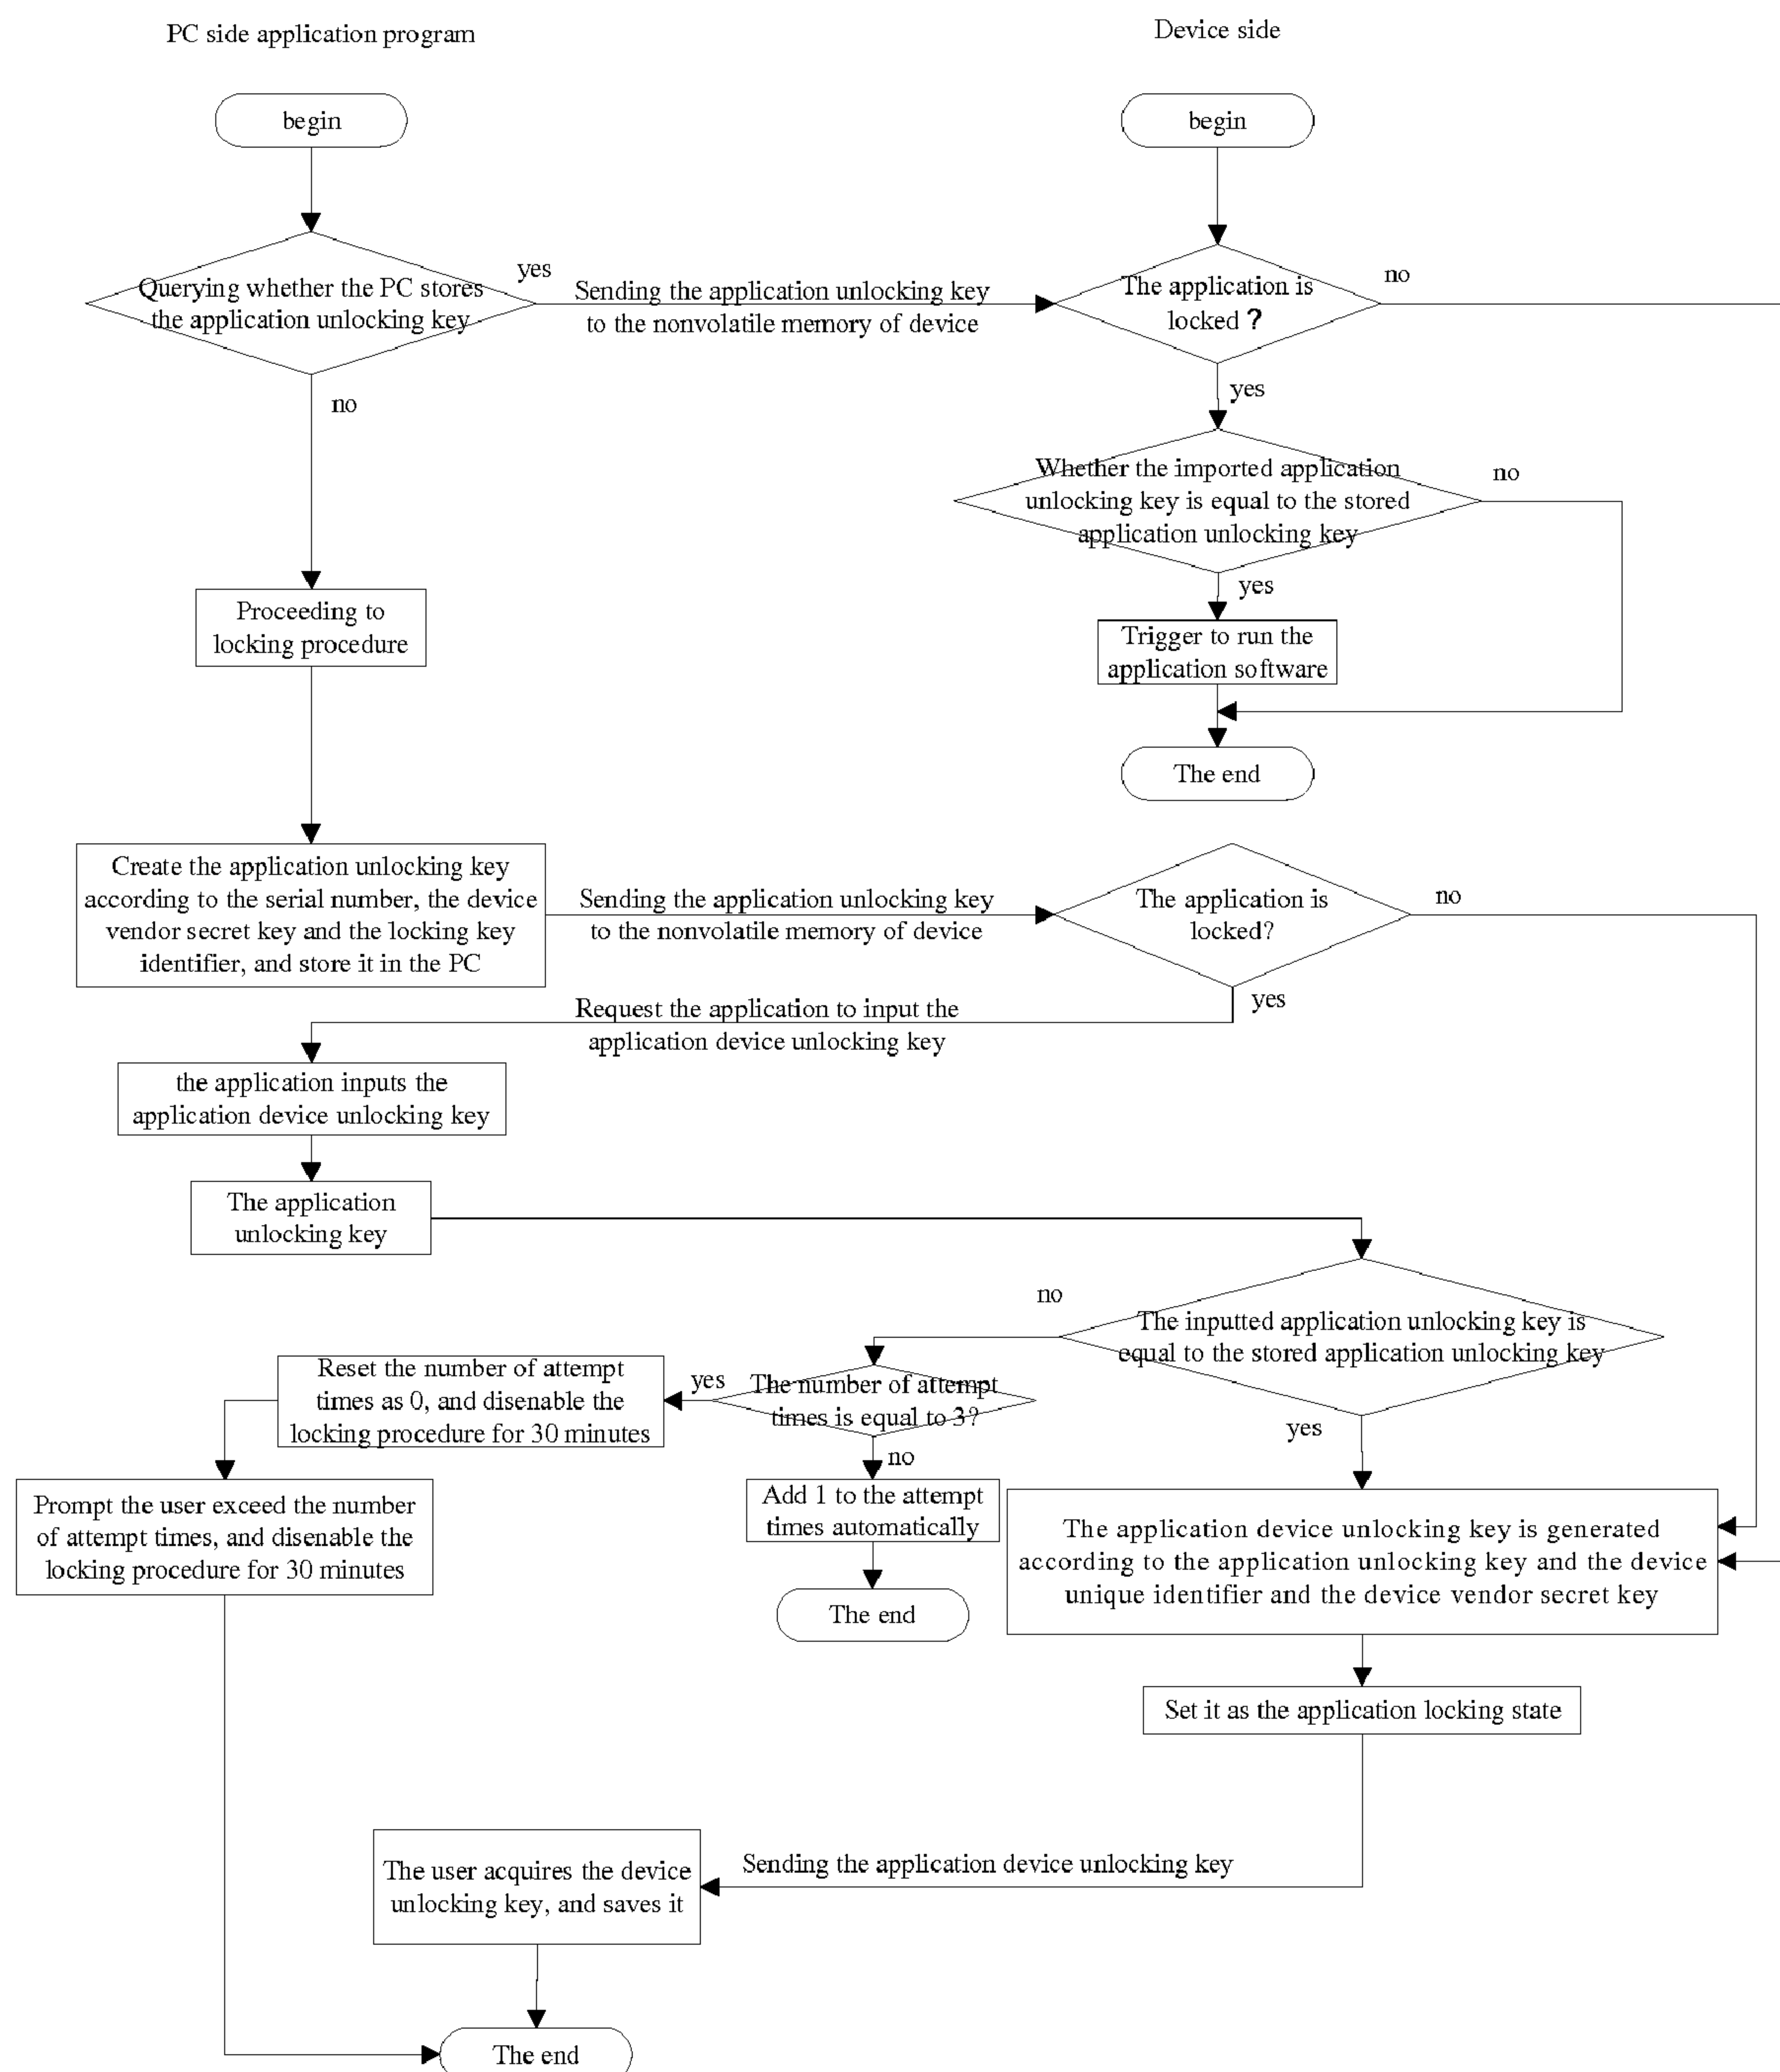 PC side application program
Device side
begin
begin
Querying whether the PC stores
the application unlocking key
yes
Sending the application unlocking key
to the nonvolatile memory of device
The application is
locked ?
no
no
yes
Whether the imported application
unlocking key is equal to the stored
application unlocking key
no
yes
Proceeding to
locking procedure
Trigger to run the
application software
The end
Create the application unlocking key
according to the serial number, the device
vendor secret key and the locking key
identifier, and store it in the PC
Sending the application unlocking key
to the nonvolatile memory of device
The application is
locked?
no
yes
Request the application to input the
application device unlocking key
the application inputs the
application device unlocking key
The application
unlocking key
no
The inputted application unlocking key is
equal to the stored application unlocking key
Reset the number of attempt
times as 0, and disenable the
locking procedure for 30 minutes
yes
The number of attempt
times is equal to 3?
yes
no
Prompt the user exceed the number
of attempt times, and disenable the
locking procedure for 30 minutes
Add 1 to the attempt
times automatically
The application device unlocking key is generated
according to the application unlocking key and the device
unique identifier and the device vendor secret key
The end
Set it as the application locking state
The user acquires the device
unlocking key, and saves it
Sending the application device unlocking key
The end